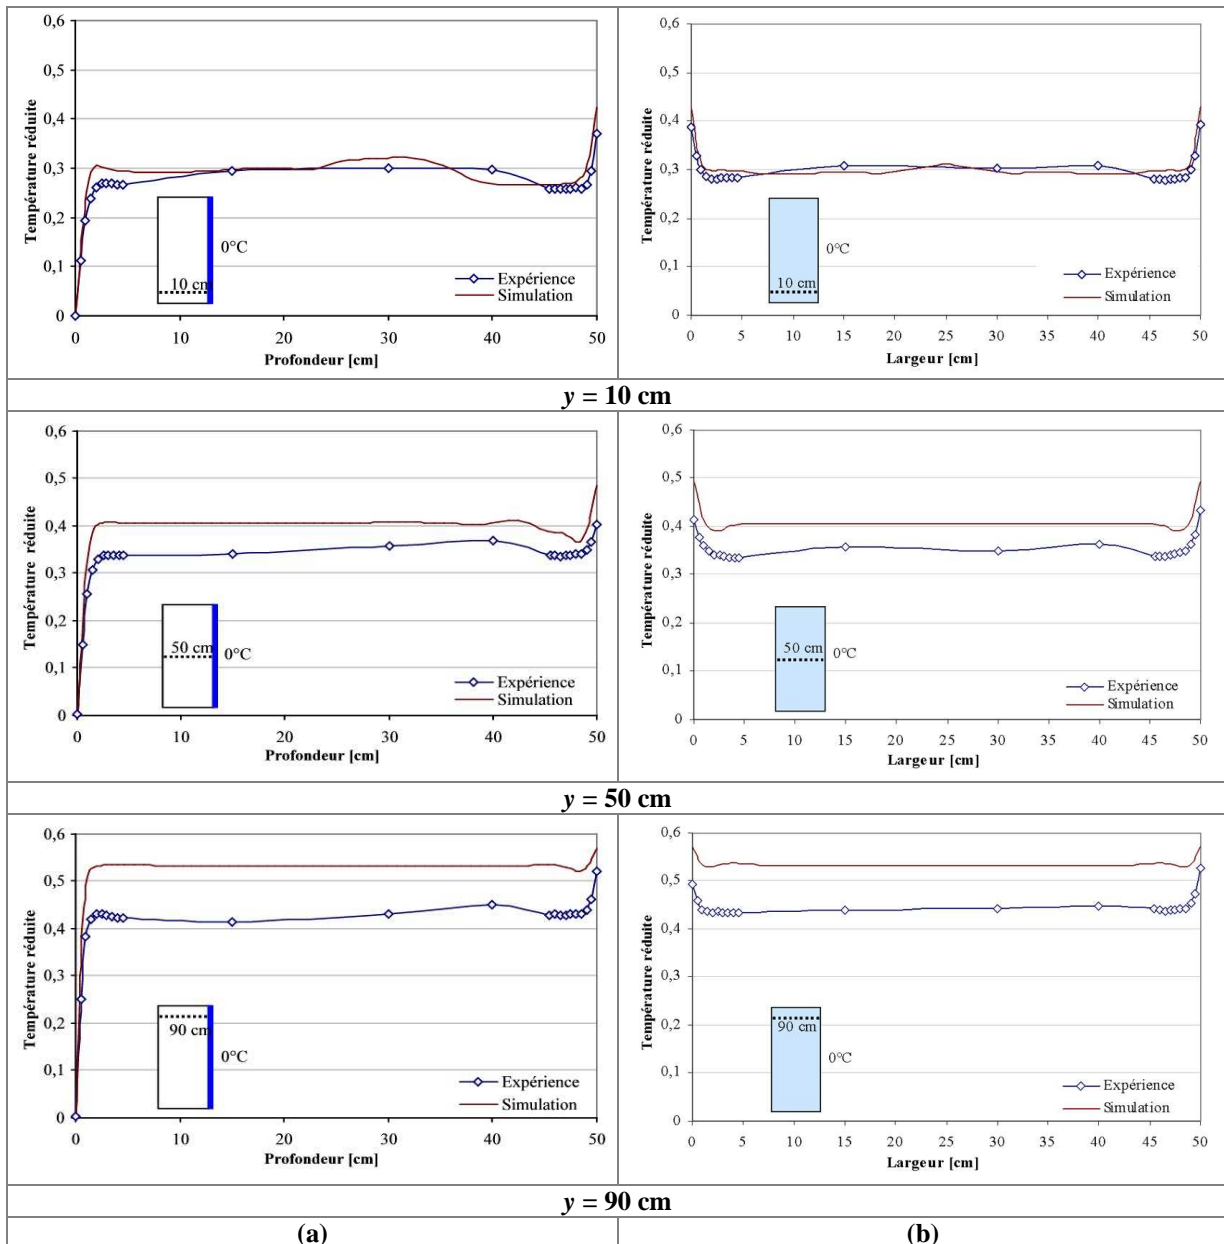 0,6
0,5
0,4
0,3
0,2
0,1
0
Température réduite
10 cm
0°C
Expérience
Simulation
0 10 20 30 40 50
Profondeur [cm]
0,6
0,5
0,4
0,3
0,2
0,1
0
Température réduite
10 cm
0°C
Expérience
Simulation
0 5 10 15 20 25 30 35 40 45 50
Largeur [cm]
y = 10 cm
0,6
0,5
0,4
0,3
0,2
0,1
0
Température réduite
50 cm
0°C
Expérience
Simulation
0 10 20 30 40 50
Profondeur [cm]
0,6
0,5
0,4
0,3
0,2
0,1
0
Température réduite
50 cm
0°C
Expérience
Simulation
0 5 10 15 20 25 30 35 40 45 50
Largeur [cm]
y = 50 cm
0,6
0,5
0,4
0,3
0,2
0,1
0
Température réduite
90 cm
0°C
Expérience
Simulation
0 10 20 30 40 50
Profondeur [cm]
0,6
0,5
0,4
0,3
0,2
0,1
0
Température réduite
90 cm
0°C
Expérience
Simulation
0 5 10 15 20 25 30 35 40 45 50
Largeur [cm]
y = 90 cm
(a)
(b)